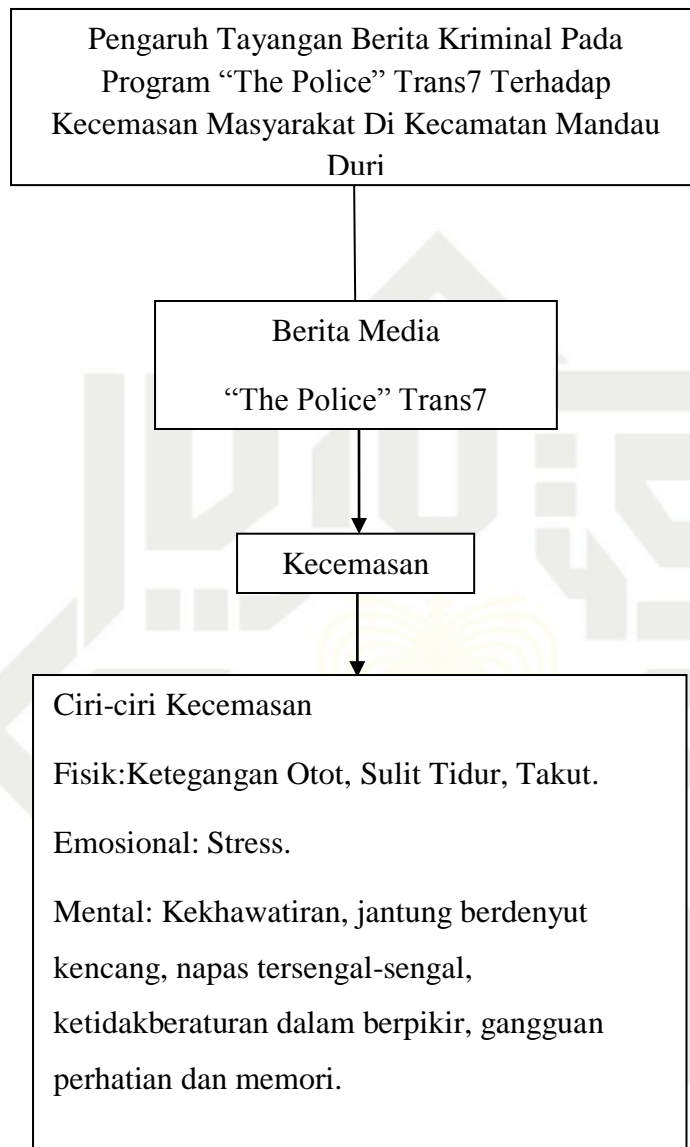 Pengaruh Tayangan Berita Kriminal Pada
Program “The Police” Trans7 Terhadap
Kecemasan Masyarakat Di Kecamatan Mandau
Duri
Berita Media
“The Police” Trans7
Kecemasan
Ciri-ciri Kecemasan
Fisik:Ketegangan Otot, Sulit Tidur, Takut.
Emosional: Stress.
Mental: Kekhawatiran, jantung berdenyut
kencang, napas tersengal-sengal,
ketidakberaturan dalam berpikir, gangguan
perhatian dan memori.